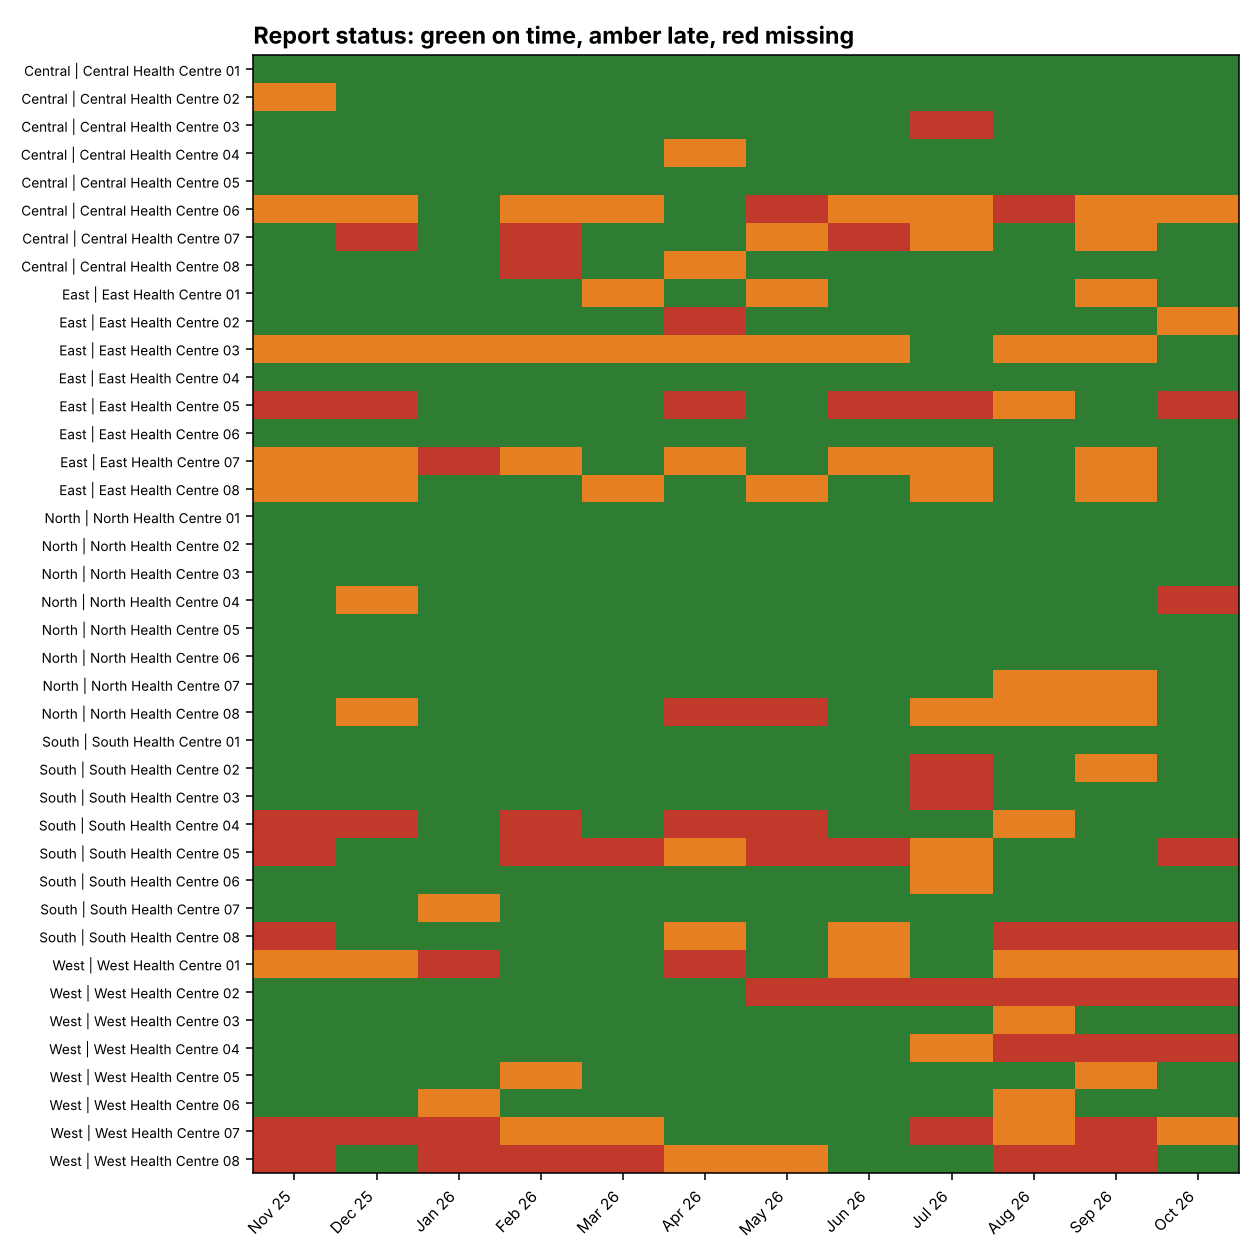 Report status: green on time, amber late, red missing
Central | Central Health Centre 01
Central | Central Health Centre 02
Central | Central Health Centre 03
Central | Central Health Centre 04
Central | Central Health Centre 05
Central | Central Health Centre 06
Central | Central Health Centre 07
Central | Central Health Centre 08
East | East Health Centre 01
East | East Health Centre 02
East | East Health Centre 03
East | East Health Centre 04
East | East Health Centre 05
East | East Health Centre 06
East | East Health Centre 07
East | East Health Centre 08
North | North Health Centre 01
North | North Health Centre 02
North | North Health Centre 03
North | North Health Centre 04
North | North Health Centre 05
North | North Health Centre 06
North | North Health Centre 07
North | North Health Centre 08
South | South Health Centre 01
South | South Health Centre 02
South | South Health Centre 03
South | South Health Centre 04
South | South Health Centre 05
South | South Health Centre 06
South | South Health Centre 07
South | South Health Centre 08
West | West Health Centre 01
West | West Health Centre 02
West | West Health Centre 03
West | West Health Centre 04
West | West Health Centre 05
West | West Health Centre 06
West | West Health Centre 07
West | West Health Centre 08
Nov 25
Dec 25
Jan 26
Feb 26
Mar 26
Apr 26
May 26
Jun 26
Jul 26
Aug 26
Sep 26
Oct 26